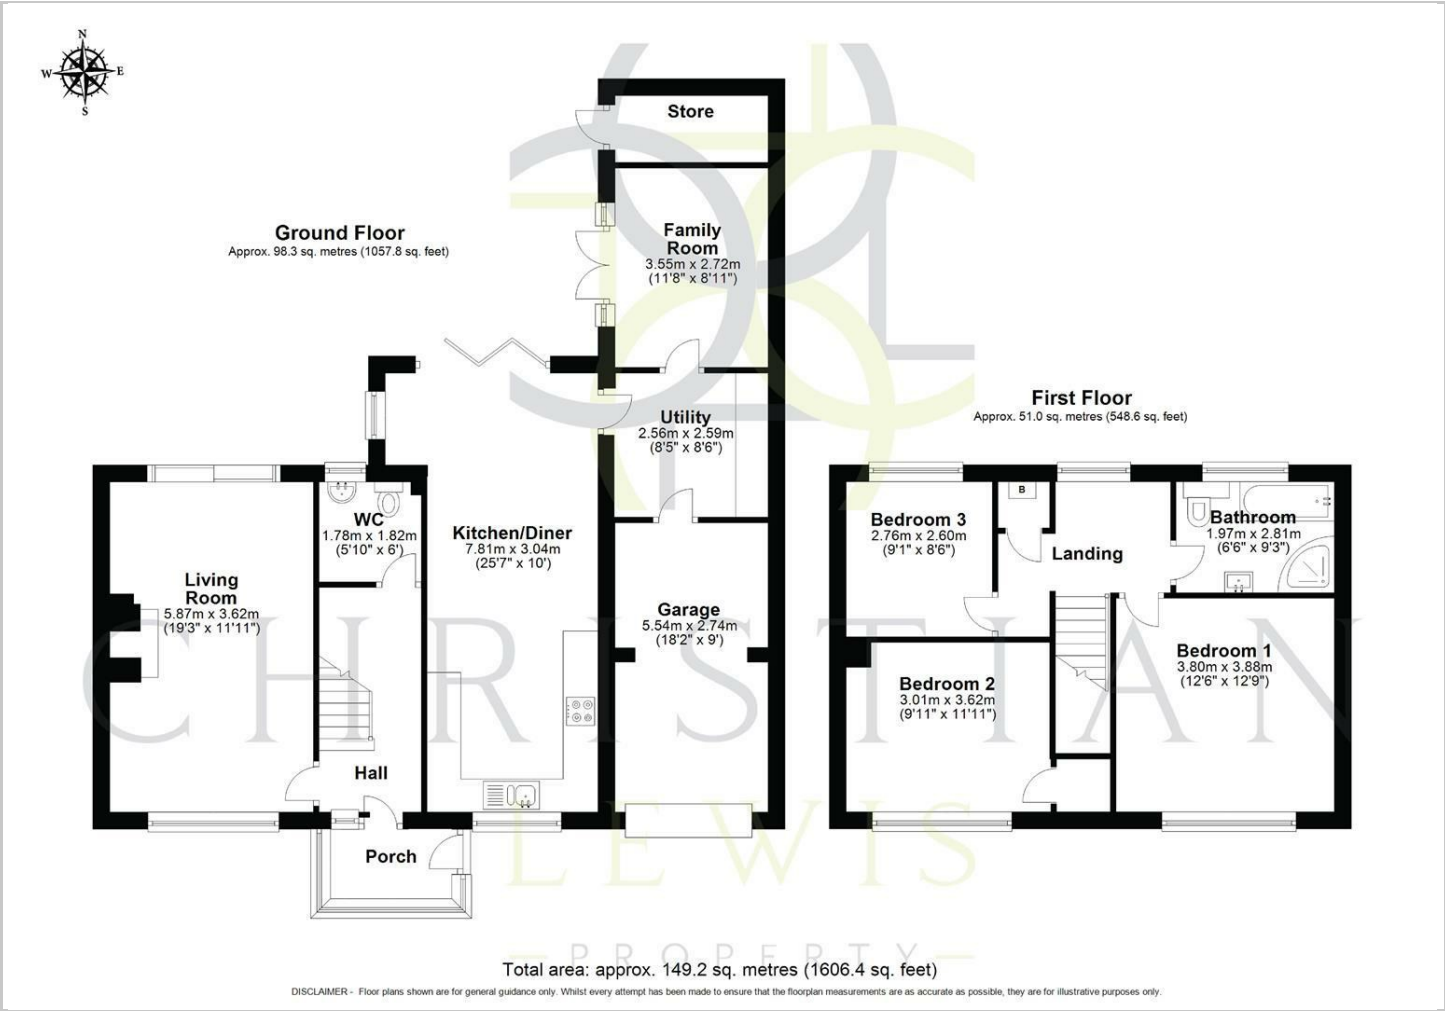 N
W E
S
Store
Ground Floor
Approx. 98.3 sq. metres (1057.8 sq. feet)
Family
Room
3.55m x 2.72m
(11'8" x 8'11")
First Floor
Approx. 51.0 sq. metres (548.6 sq. feet)
Utility
2.56m x 2.59m
(8'5" x 8'6")
WC
1.78m x 1.82m
(5'10" x 6')
Kitchen/Diner
7.81m x 3.04m
(25'7" x 10')
Living
Room
5.87m x 3.62m
(19'3" x 11'11")
Garage
5.54m x 2.74m
(18'2" x 9')
Hall
Porch
B
Bedroom 3
2.76m x 2.60m
(9'1" x 8'6")
Landing
Bathroom
1.97m x 2.81m
(6'6" x 9'3")
Bedroom 2
3.01m x 3.62m
(9'11" x 11'11")
Bedroom 1
3.80m x 3.88m
(12'6" x 12'9")
CHRISTIAN
LEWIS
PROPERTY
Total area: approx. 149.2 sq. metres (1606.4 sq. feet)
DISCLAIMER - Floor plans shown are for general guidance only. Whilst every attempt has been made to ensure that the floorplan measurements are as accurate as possible, they are for illustrative purposes only.